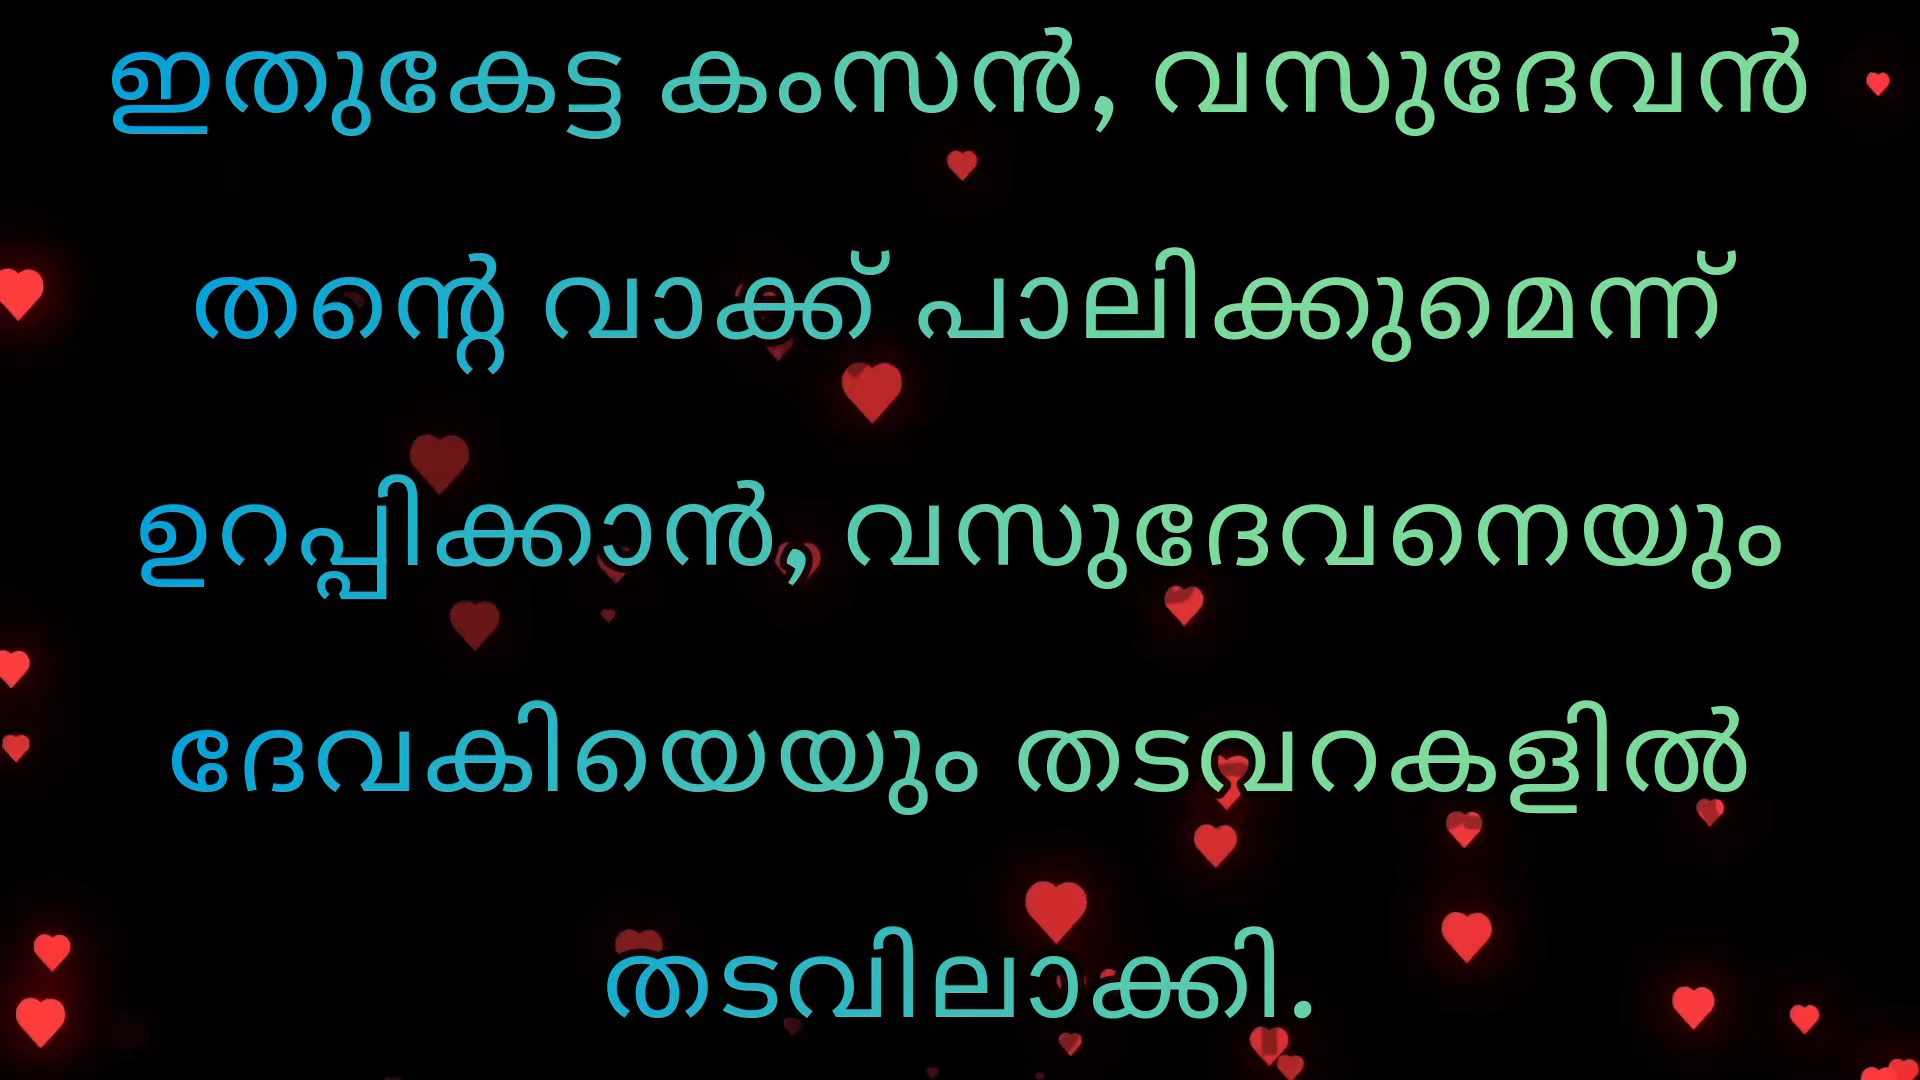 ഇതുകേട്ട കംസൻ, വസുദേവൻ
തന്റെ വാക്ക് പാലിക്കുമെന്ന്
ഉറപ്പിക്കാൻ, വസുദേവനെയും
ദേവകിയെയും തടവറകളിൽ
തടവിലാക്കി.